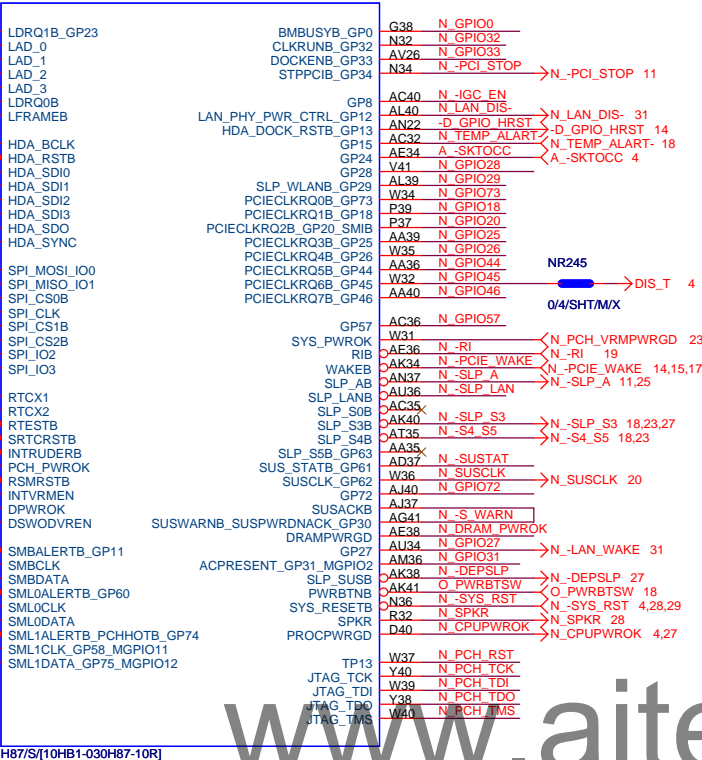 LDRQ1B_GP23 BMBUSYB_GP0 G38 N_GPIO0
LAD_0 CLKRUNB_GP32 N32 N_GPIO32
LAD_1 DOCKENB_GP33 AV26 N_GPIO33
LAD_2 STPPCIB_GP34 N34 N_-PCI_STOP N_-PCI_STOP 11
LAD_3
LDRQ0B GP8 AC40 N_-IGC_EN
LFRAMEB LAN_PHY_PWR_CTRL_GP12 AL40 N_LAN_DIS- N_LAN_DIS- 31
HDA_DOCK_RSTB_GP13 AN22 -D_GPIO_HRST -D_GPIO_HRST 14
HDA_BCLK GP15 AC32 N_TEMP_ALART- N_TEMP_ALART- 18
HDA_RSTB GP24 AE34 A_-SKTOCC A_-SKTOCC 4
HDA_SDI0 GP28 V41 N_GPIO28
HDA_SDI1 SLP_WLANB_GP29 AL39 N_GPIO29
HDA_SDI2 PCIECLKRQ0B_GP73 W34 N_GPIO73
HDA_SDI3 PCIECLKRQ1B_GP18 P39 N_GPIO18
HDA_SDO PCIECLKRQ2B_GP20_SMIB P37 N_GPIO20
HDA_SYNC PCIECLKRQ3B_GP25 AA39 N_GPIO25
PCIECLKRQ4B_GP26 W35 N_GPIO26
SPI_MOSI_IO0 PCIECLKRQ5B_GP44 AA36 N_GPIO44 NR245
SPI_MISO_IO1 PCIECLKRQ6B_GP45 W32 N_GPIO45 DIS_T 4
SPI_CS0B PCIECLKRQ7B_GP46 AA40 N_GPIO46 0/4/SHT/M/X
SPI_CLK
SPI_CS1B GP57 AC36 N_GPIO57
SPI_CS2B SYS_PWROK W31 N_PCH_VRMPWRGD 23
SPI_IO2 RIB AE36 N_-RI N_-RI 19
SPI_IO3 WAKEB AK34 N_-PCIE_WAKE N_-PCIE_WAKE 14,15,17
SLP_AB AN37 N_-SLP_A N_-SLP_A 11,25
RTCX1 SLP_LANB AU36 N_-SLP_LAN
RTCX2 SLP_S0B AC35
RTESTB SLP_S3B AK40 N_-SLP_S3 N_-SLP_S3 18,23,27
SRTCRSTB SLP_S4B AT35 N_-S4_S5 N_-S4_S5 18,23
INTRUDERB SLP_S5B_GP63 AA35
PCH_PWROK SUS_STATB_GP61 AD37 N_-SUSTAT
RSMRSTB SUSCLK_GP62 W36 N_SUSCLK N_SUSCLK 20
INTVRMEN GP72 AJ40 N_GPIO72
DPWROK SUSACKB AJ37
DSWODVREN SUSWARNB_SUSPWRDNACK_GP30 AG41 N_-S_WARN
DRAMPWRGD AE38 N_DRAM_PWROK
SMBALERTB_GP11 GP27 AU34 N_GPIO27 N_-LAN_WAKE 31
SMBCLK ACPRESENT_GP31_MGPIO2 AM36 N_GPIO31
SMBDATA SLP_SUSB AK38 N_-DEPSLP N_-DEPSLP 27
SML0ALERTB_GP60 PWRBTNB AK41 O_PWRBTSW O_PWRBTSW 18
SML0CLK SYS_RESETB N36 N_-SYS_RST N_-SYS_RST 4,28,29
SML0DATA SPKR R32 N_SPKR N_SPKR 28
SML1ALERTB_PCHHOTB_GP74 PROCPWRGD D40 N_CPUPWROK N_CPUPWROK 4,27
SML1CLK_GP58_MGPIO11
SML1DATA_GP75_MGPIO12 TP13 W37 N_PCH_RST
JTAG_TCK Y40 N_PCH_TCK
JTAG_TDI W39 N_PCH_TDI
JTAG_TDO Y38 N_PCH_TDO
JTAG_TMS W40 N_PCH_TMS
H87/S/[10HB1-030H87-10R]
www.aite